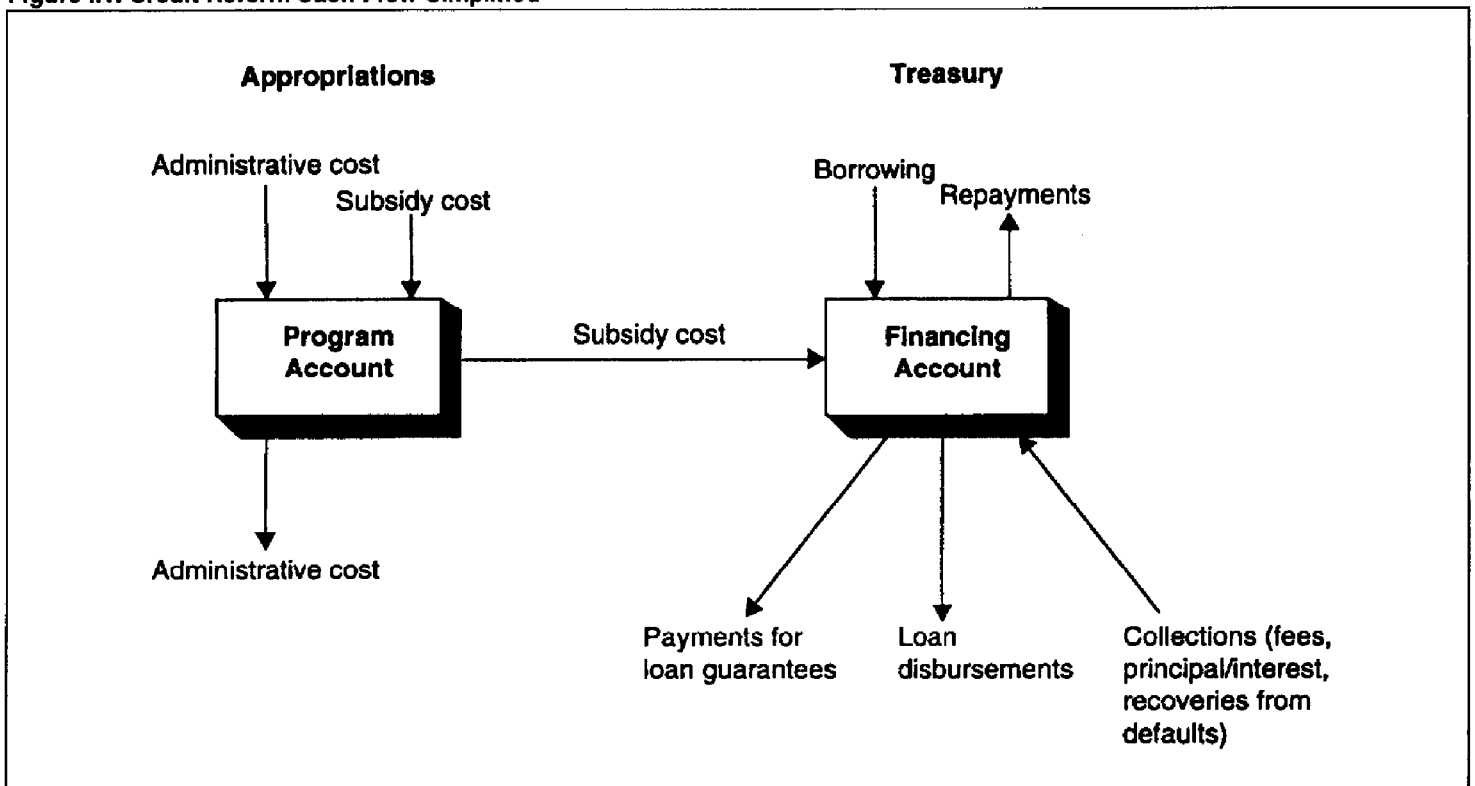 Appropriations
Treasury
Administrative cost
Subsidy cost
Borrowing
Repayments
Program
Account
Subsidy cost
Financing
Account
Administrative cost
Payments for
loan guarantees
Loan
disbursements
Collections (fees,
principal/interest,
recoveries from
defaults)